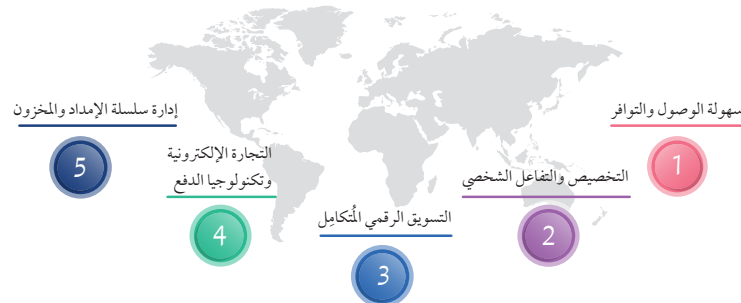 سهولة الوصول والتوافر
1
التخصيص والتفاعل الشخصي
2
التسويق الرقمي المُتكامِل
3
التجارة الإلكترونية
وتكنولوجيا الدفع
4
إدارة سلسلة الإمداد والمخزون
5